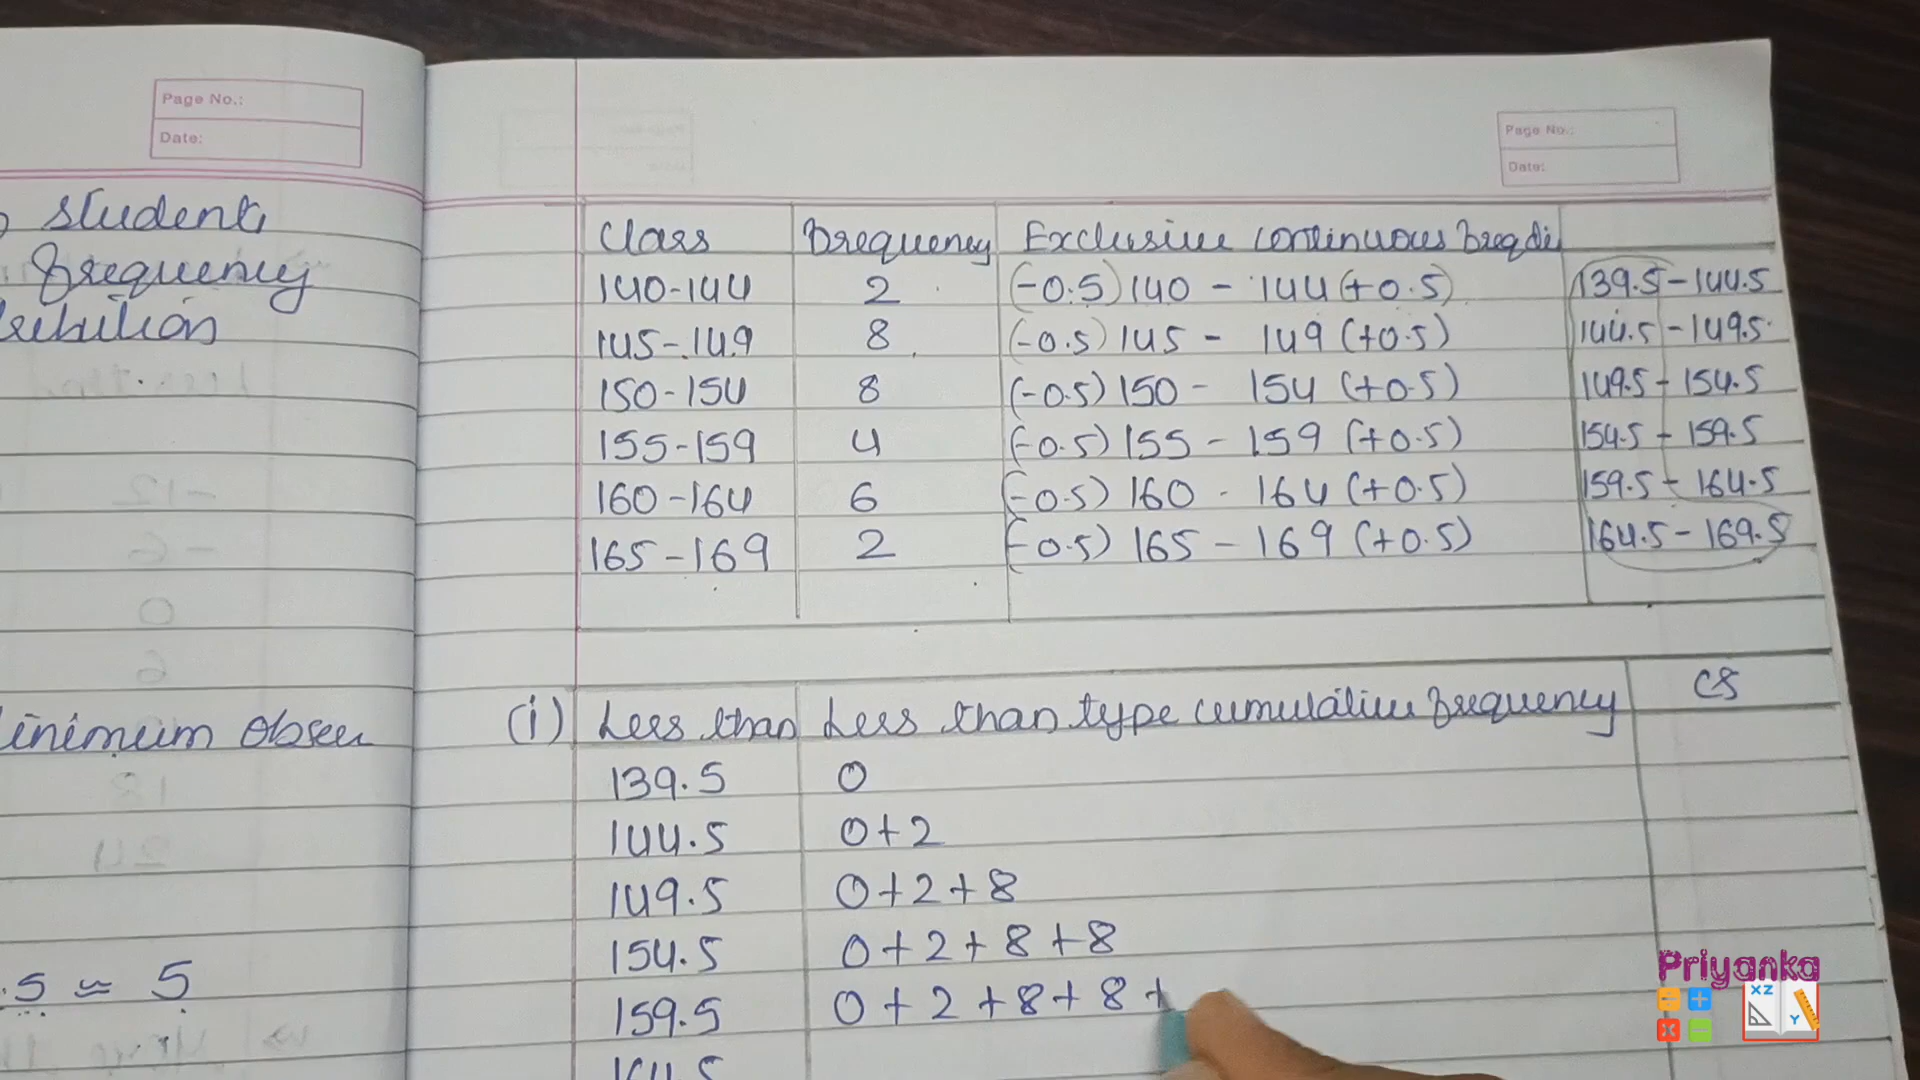 Page No.:
Date:
student
frequency
inimum obser
.5 ≈ 5
Page No.:
Date:
Class Frequency Exclusive continuous freq di
140-144 2 (-0.5) 140 - 144 (+0.5) 139.5-144.5
145-149 8 (-0.5) 145 - 149 (+0.5) 144.5-149.5
150-154 8 (-0.5) 150 - 154 (+0.5) 149.5-154.5
155-159 4 (-0.5) 155 - 159 (+0.5) 154.5-159.5
160-164 6 (-0.5) 160 - 164 (+0.5) 159.5-164.5
165-169 2 (-0.5) 165 - 169 (+0.5) 164.5-169.5
(i) Less than Less than type cumulative frequency cf
139.5 0
144.5 0+2
149.5 0+2+8
154.5 0+2+8+8
159.5 0+2+8+8+
164.5
Priyanka
XZ
Y